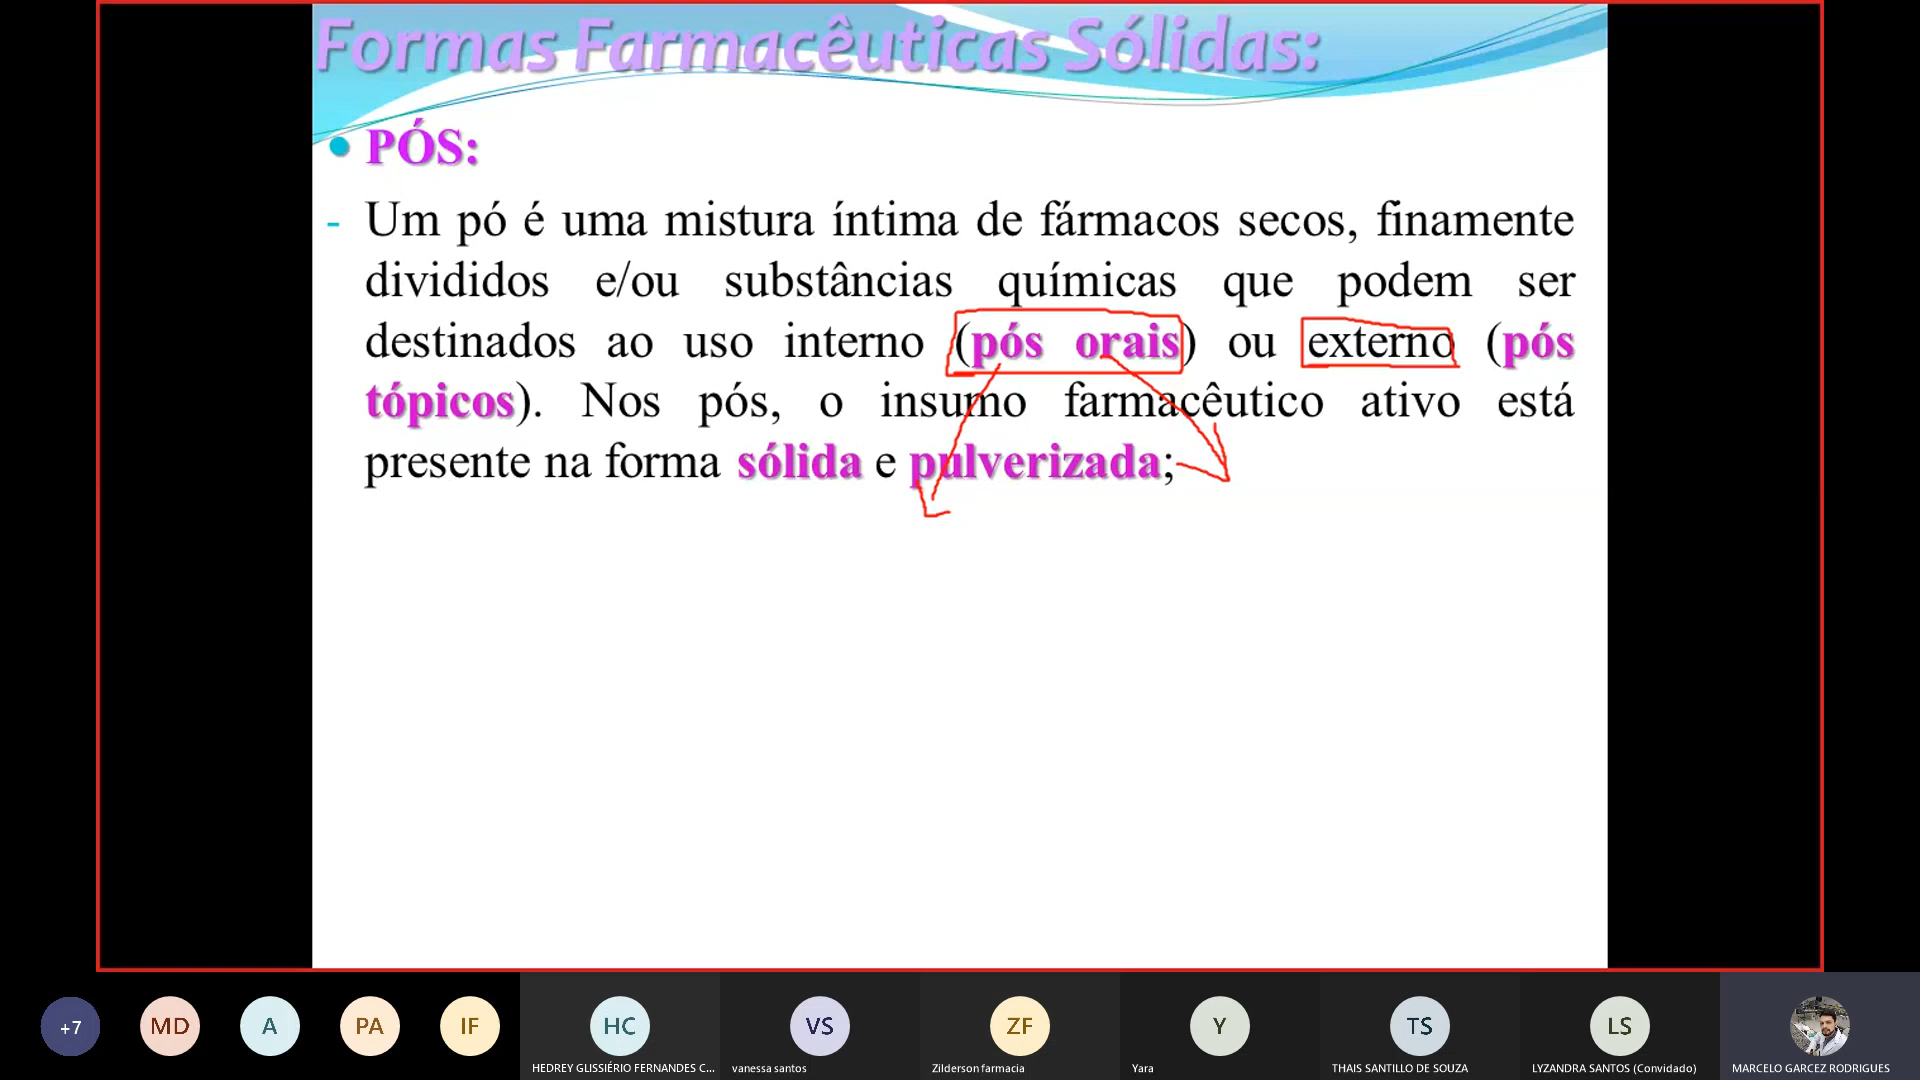 Formas Farmacêuticas Sólidas:
• PÓS:
- Um pó é uma mistura íntima de fármacos secos, finamente
divididos e/ou substâncias químicas que podem ser
destinados ao uso interno (pós orais) ou externo (pós
tópicos). Nos pós, o insumo farmacêutico ativo está
presente na forma sólida e pulverizada;
+7 MD A PA IF HC VS ZF Y TS LS
HEDREY GLISSIÉRIO FERNANDES C... vanessa santos Zilderson farmacia Yara THAIS SANTILLO DE SOUZA LYZANDRA SANTOS (Convidado) MARCELO GARCEZ RODRIGUES